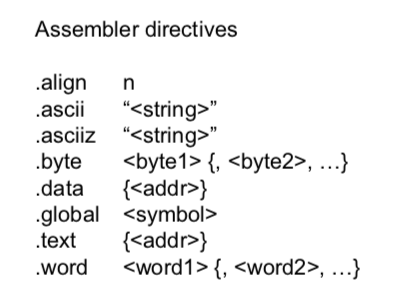 Assembler directives
.align n
.ascii “<string>”
.asciiz “<string>”
.byte <byte1> {, <byte2>, …}
.data {<addr>}
.global <symbol>
.text {<addr>}
.word <word1> {, <word2>, …}